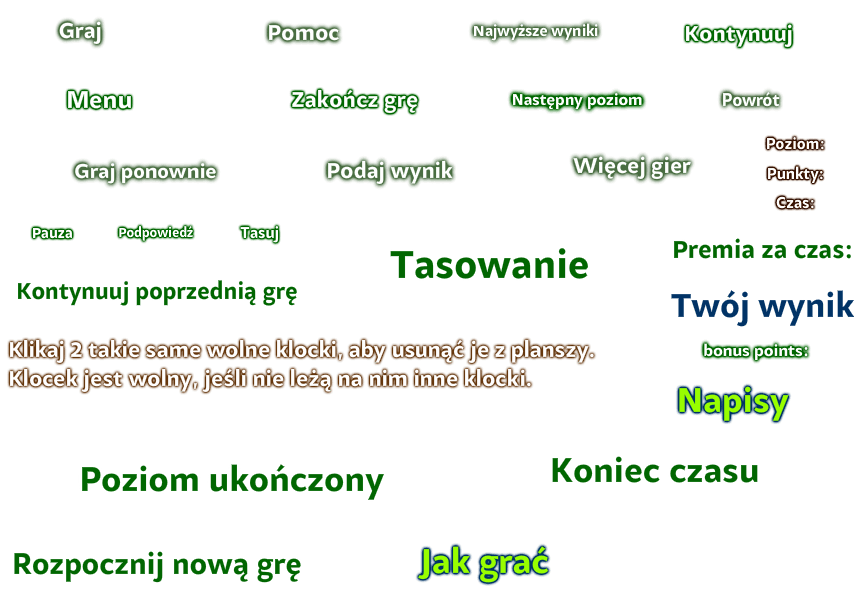 Graj
Pomoc
Najwyższe wyniki
Kontynuuj
Menu
Zakończ grę
Następny poziom
Powrót
Graj ponownie
Podaj wynik
Więcej gier
Poziom:
Punkty:
Czas:
Pauza
Podpowiedź
Tasuj
Tasowanie
Premia za czas:
Kontynuuj poprzednią grę
Twój wynik
Klikaj 2 takie same wolne klocki, aby usunąć je z planszy.
Klocek jest wolny, jeśli nie leżą na nim inne klocki.
bonus points:
Napisy
Poziom ukończony
Koniec czasu
Rozpocznij nową grę
Jak grać